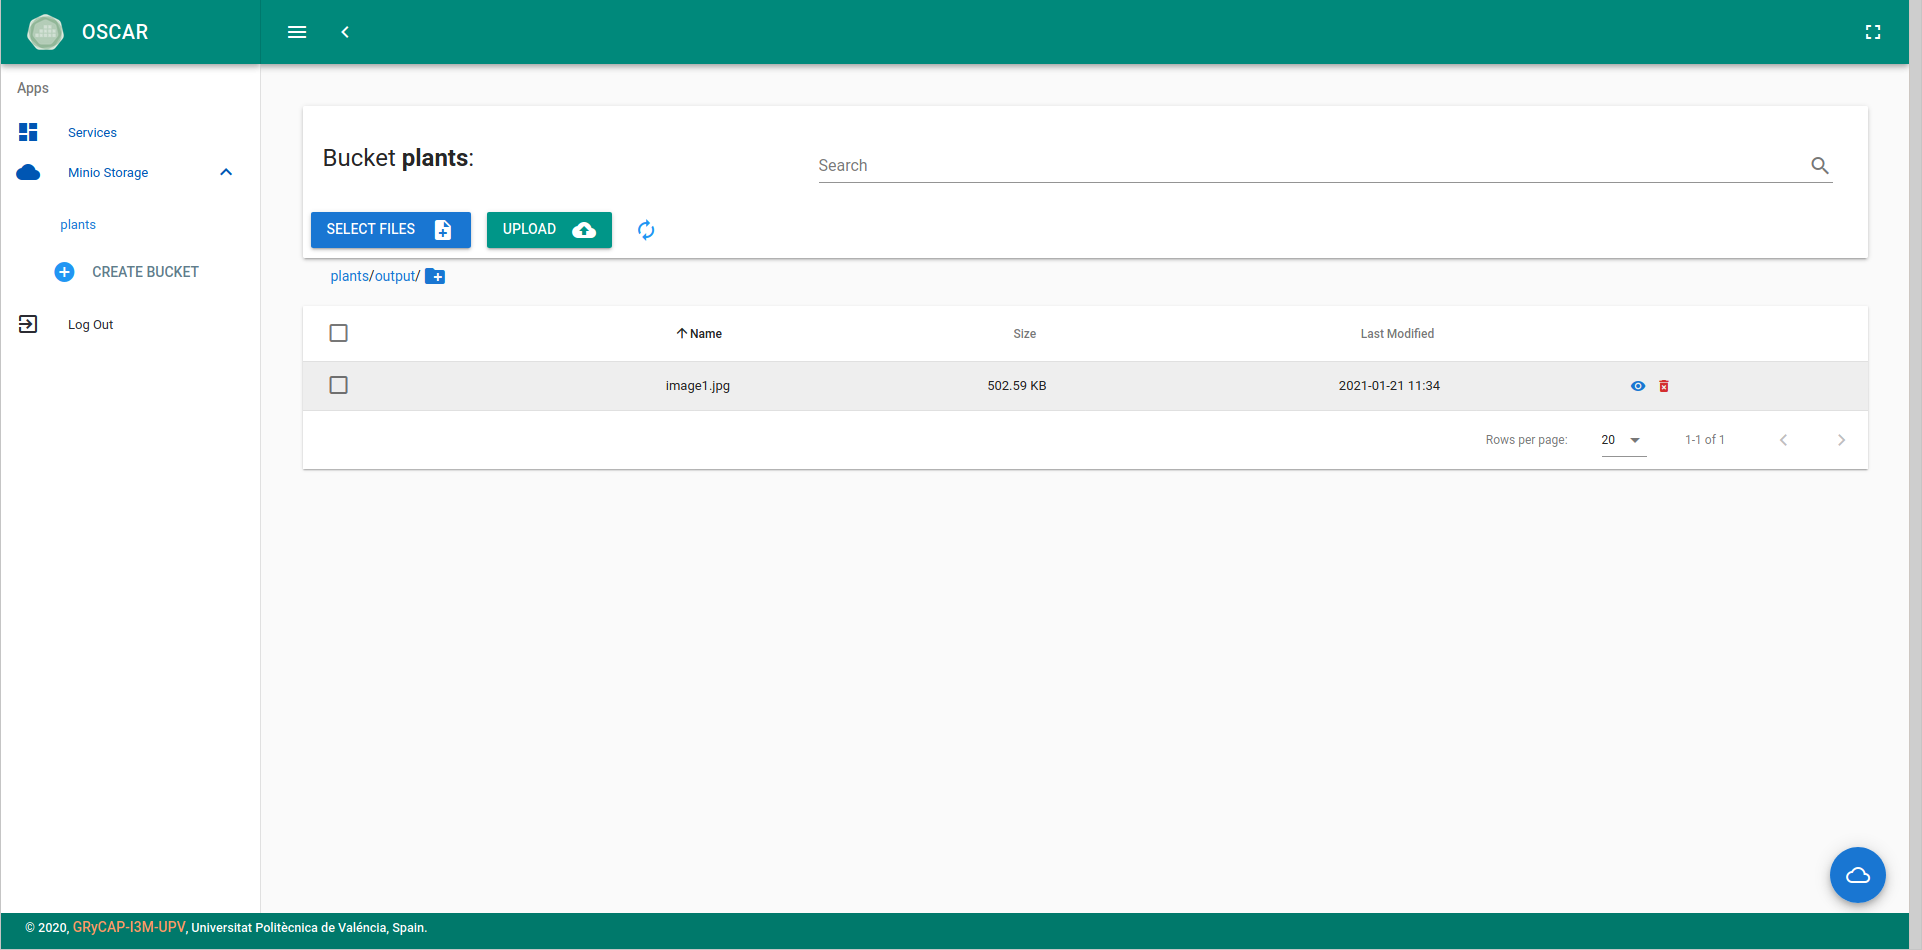 OSCAR
Apps
Services
Minio Storage
plants
CREATE BUCKET
Log Out
Bucket plants:
Search
SELECT FILES
UPLOAD
plants/output/
Name Size Last Modified
image1.jpg 502.59 KB 2021-01-21 11:34
Rows per page: 20 1-1 of 1
© 2020, GRyCAP-I3M-UPV, Universitat Politècnica de Valéncia, Spain.